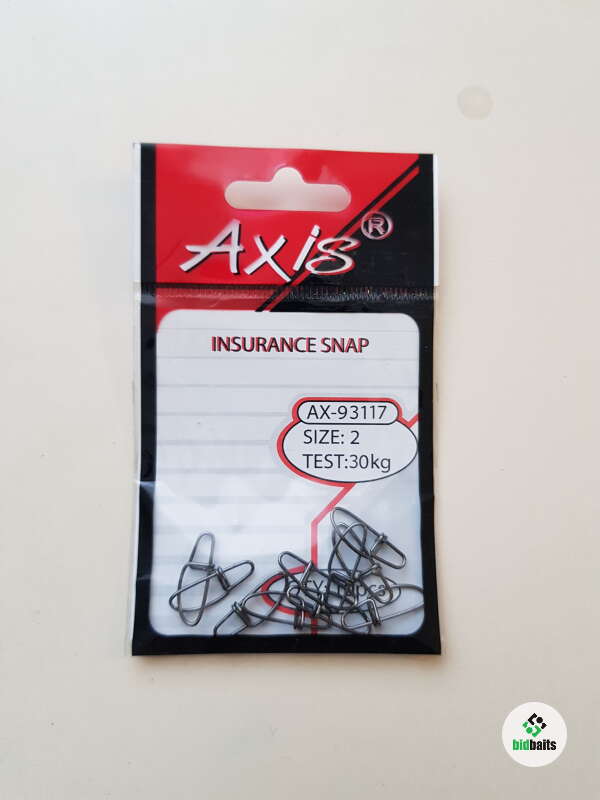 Axis®
INSURANCE SNAP
AX-93117
SIZE: 2
TEST:30kg
bidbaits